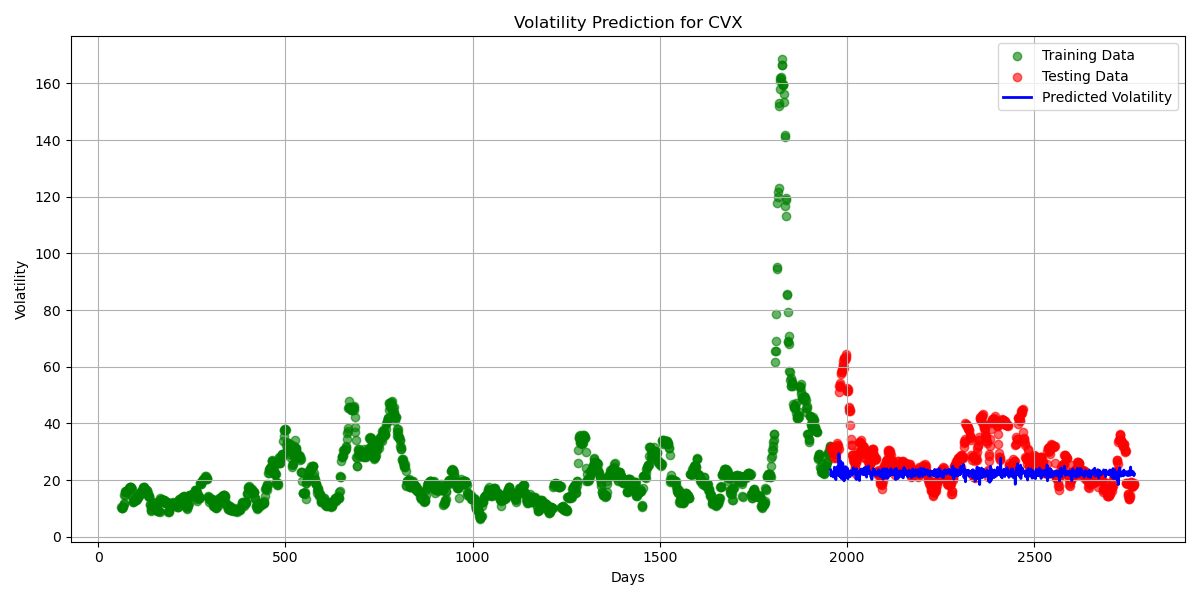 Volatility Prediction for CVX
Training Data
Testing Data
Predicted Volatility
Volatility
160
140
120
100
80
60
40
20
0
0 500 1000 1500 2000 2500
Days